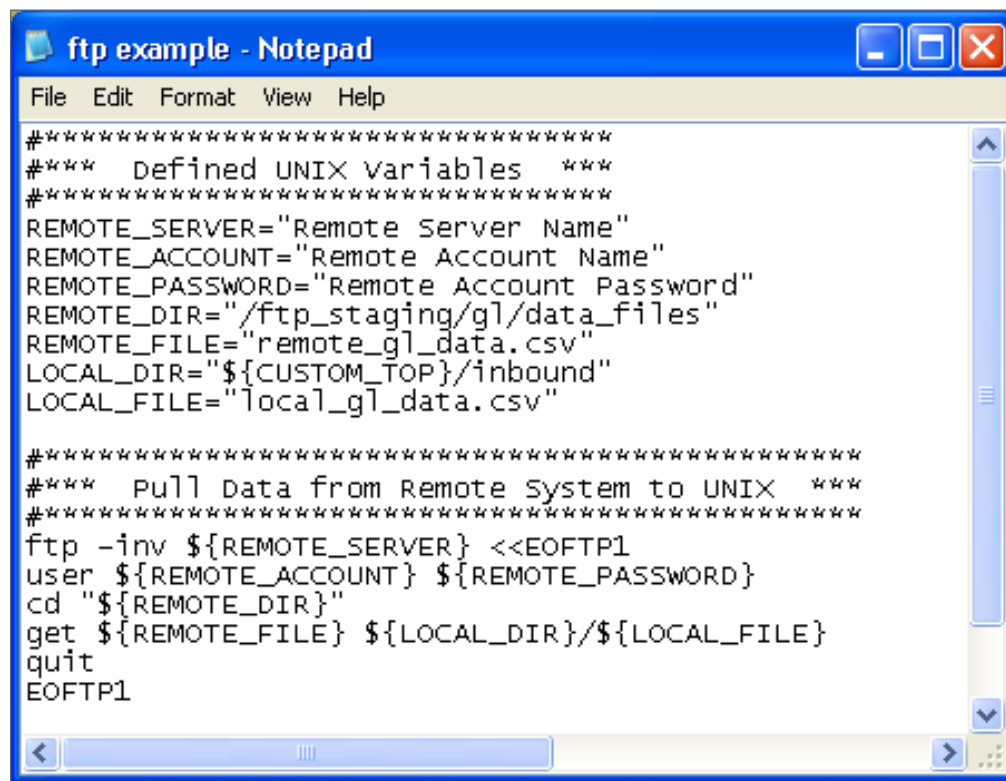 ftp example - Notepad
File Edit Format View Help
#********************************
#***  Defined UNIX Variables  ***
#********************************
REMOTE_SERVER="Remote Server Name"
REMOTE_ACCOUNT="Remote Account Name"
REMOTE_PASSWORD="Remote Account Password"
REMOTE_DIR="/ftp_staging/gl/data_files"
REMOTE_FILE="remote_gl_data.csv"
LOCAL_DIR="${CUSTOM_TOP}/inbound"
LOCAL_FILE="local_gl_data.csv"

#**********************************************
#***  Pull Data from Remote System to UNIX  ***
#**********************************************
ftp -inv ${REMOTE_SERVER} <<EOFTP1
user ${REMOTE_ACCOUNT} ${REMOTE_PASSWORD}
cd "${REMOTE_DIR}"
get ${REMOTE_FILE} ${LOCAL_DIR}/${LOCAL_FILE}
quit
EOFTP1